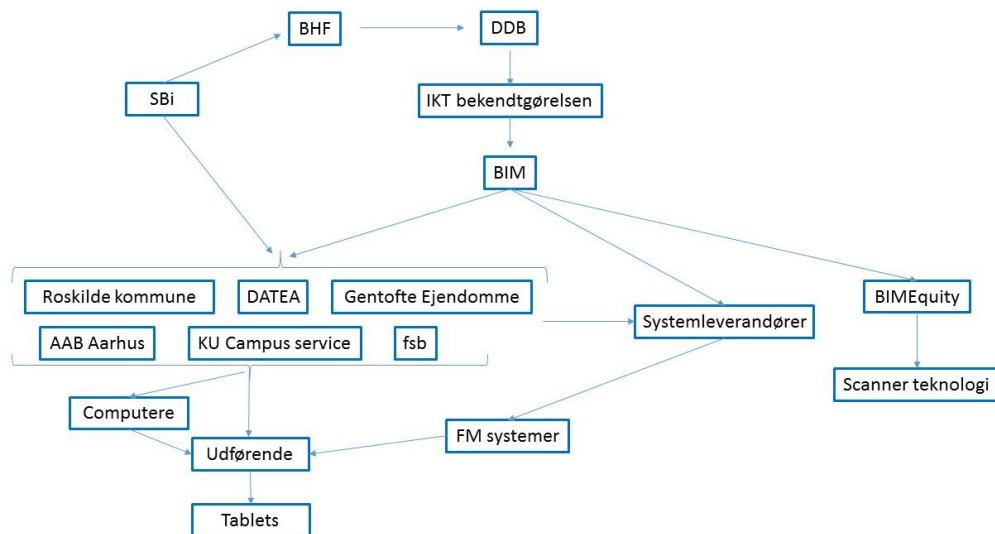 BHF
DDB
SBi
IKT bekendtgørelsen
BIM
Roskilde kommune
DATEA
Gentofte Ejendomme
BIMEquity
Systemleverandører
AAB Aarhus
KU Campus service
fsb
Scanner teknologi
Computere
FM systemer
Udførende
Tablets